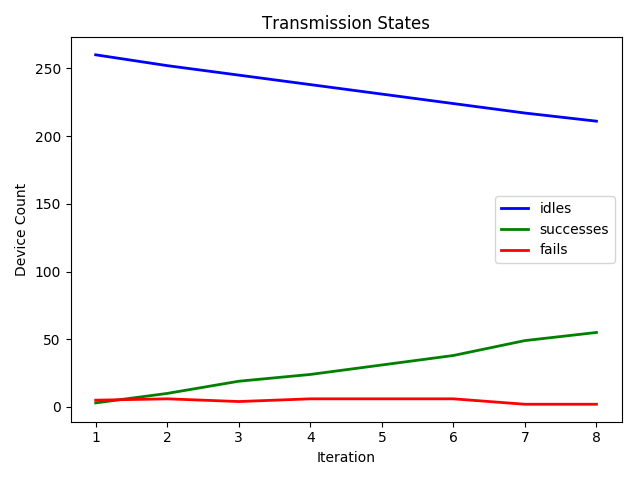 Transmission States
Device Count
250
200
150
100
50
0
idles
successes
fails
1 2 3 4 5 6 7 8
Iteration